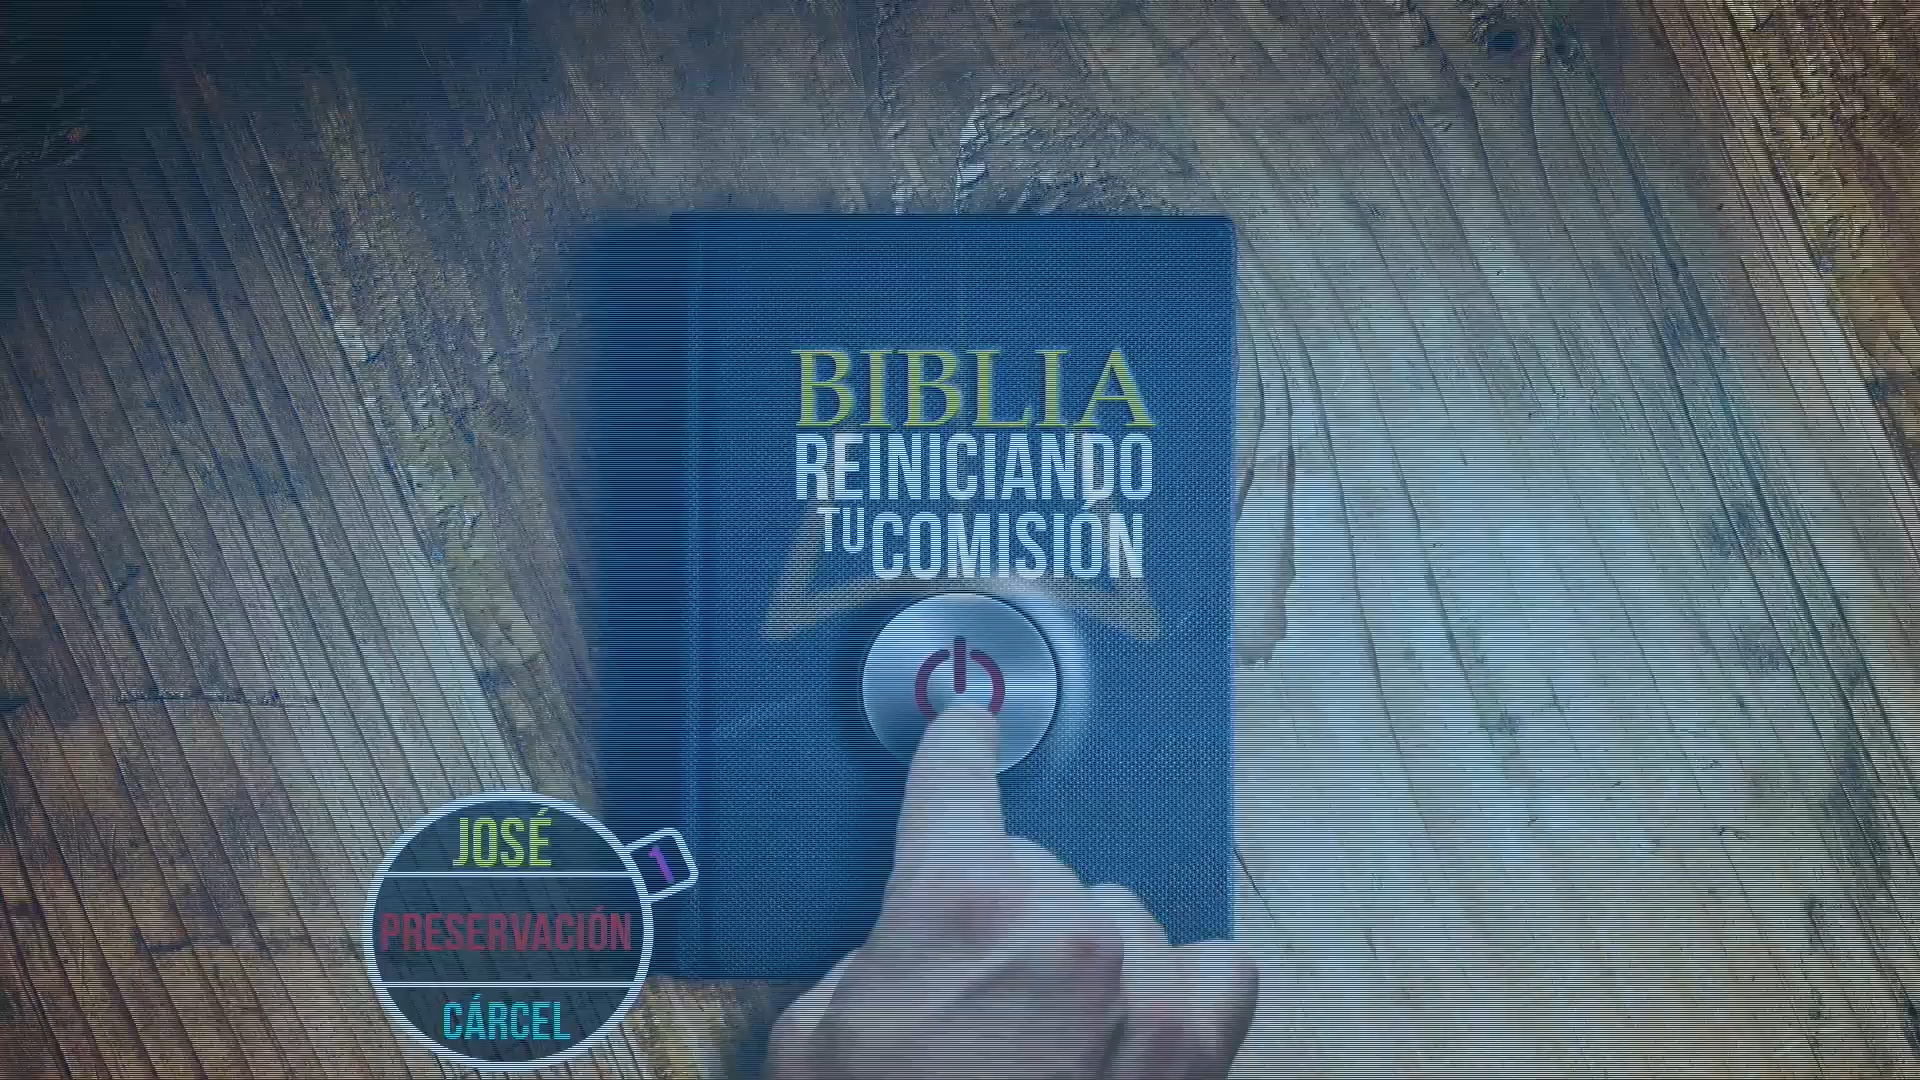 BIBLIA
REINICIANDO
TU COMISIÓN
JOSÉ
1
PRESERVACIÓN
CÁRCEL